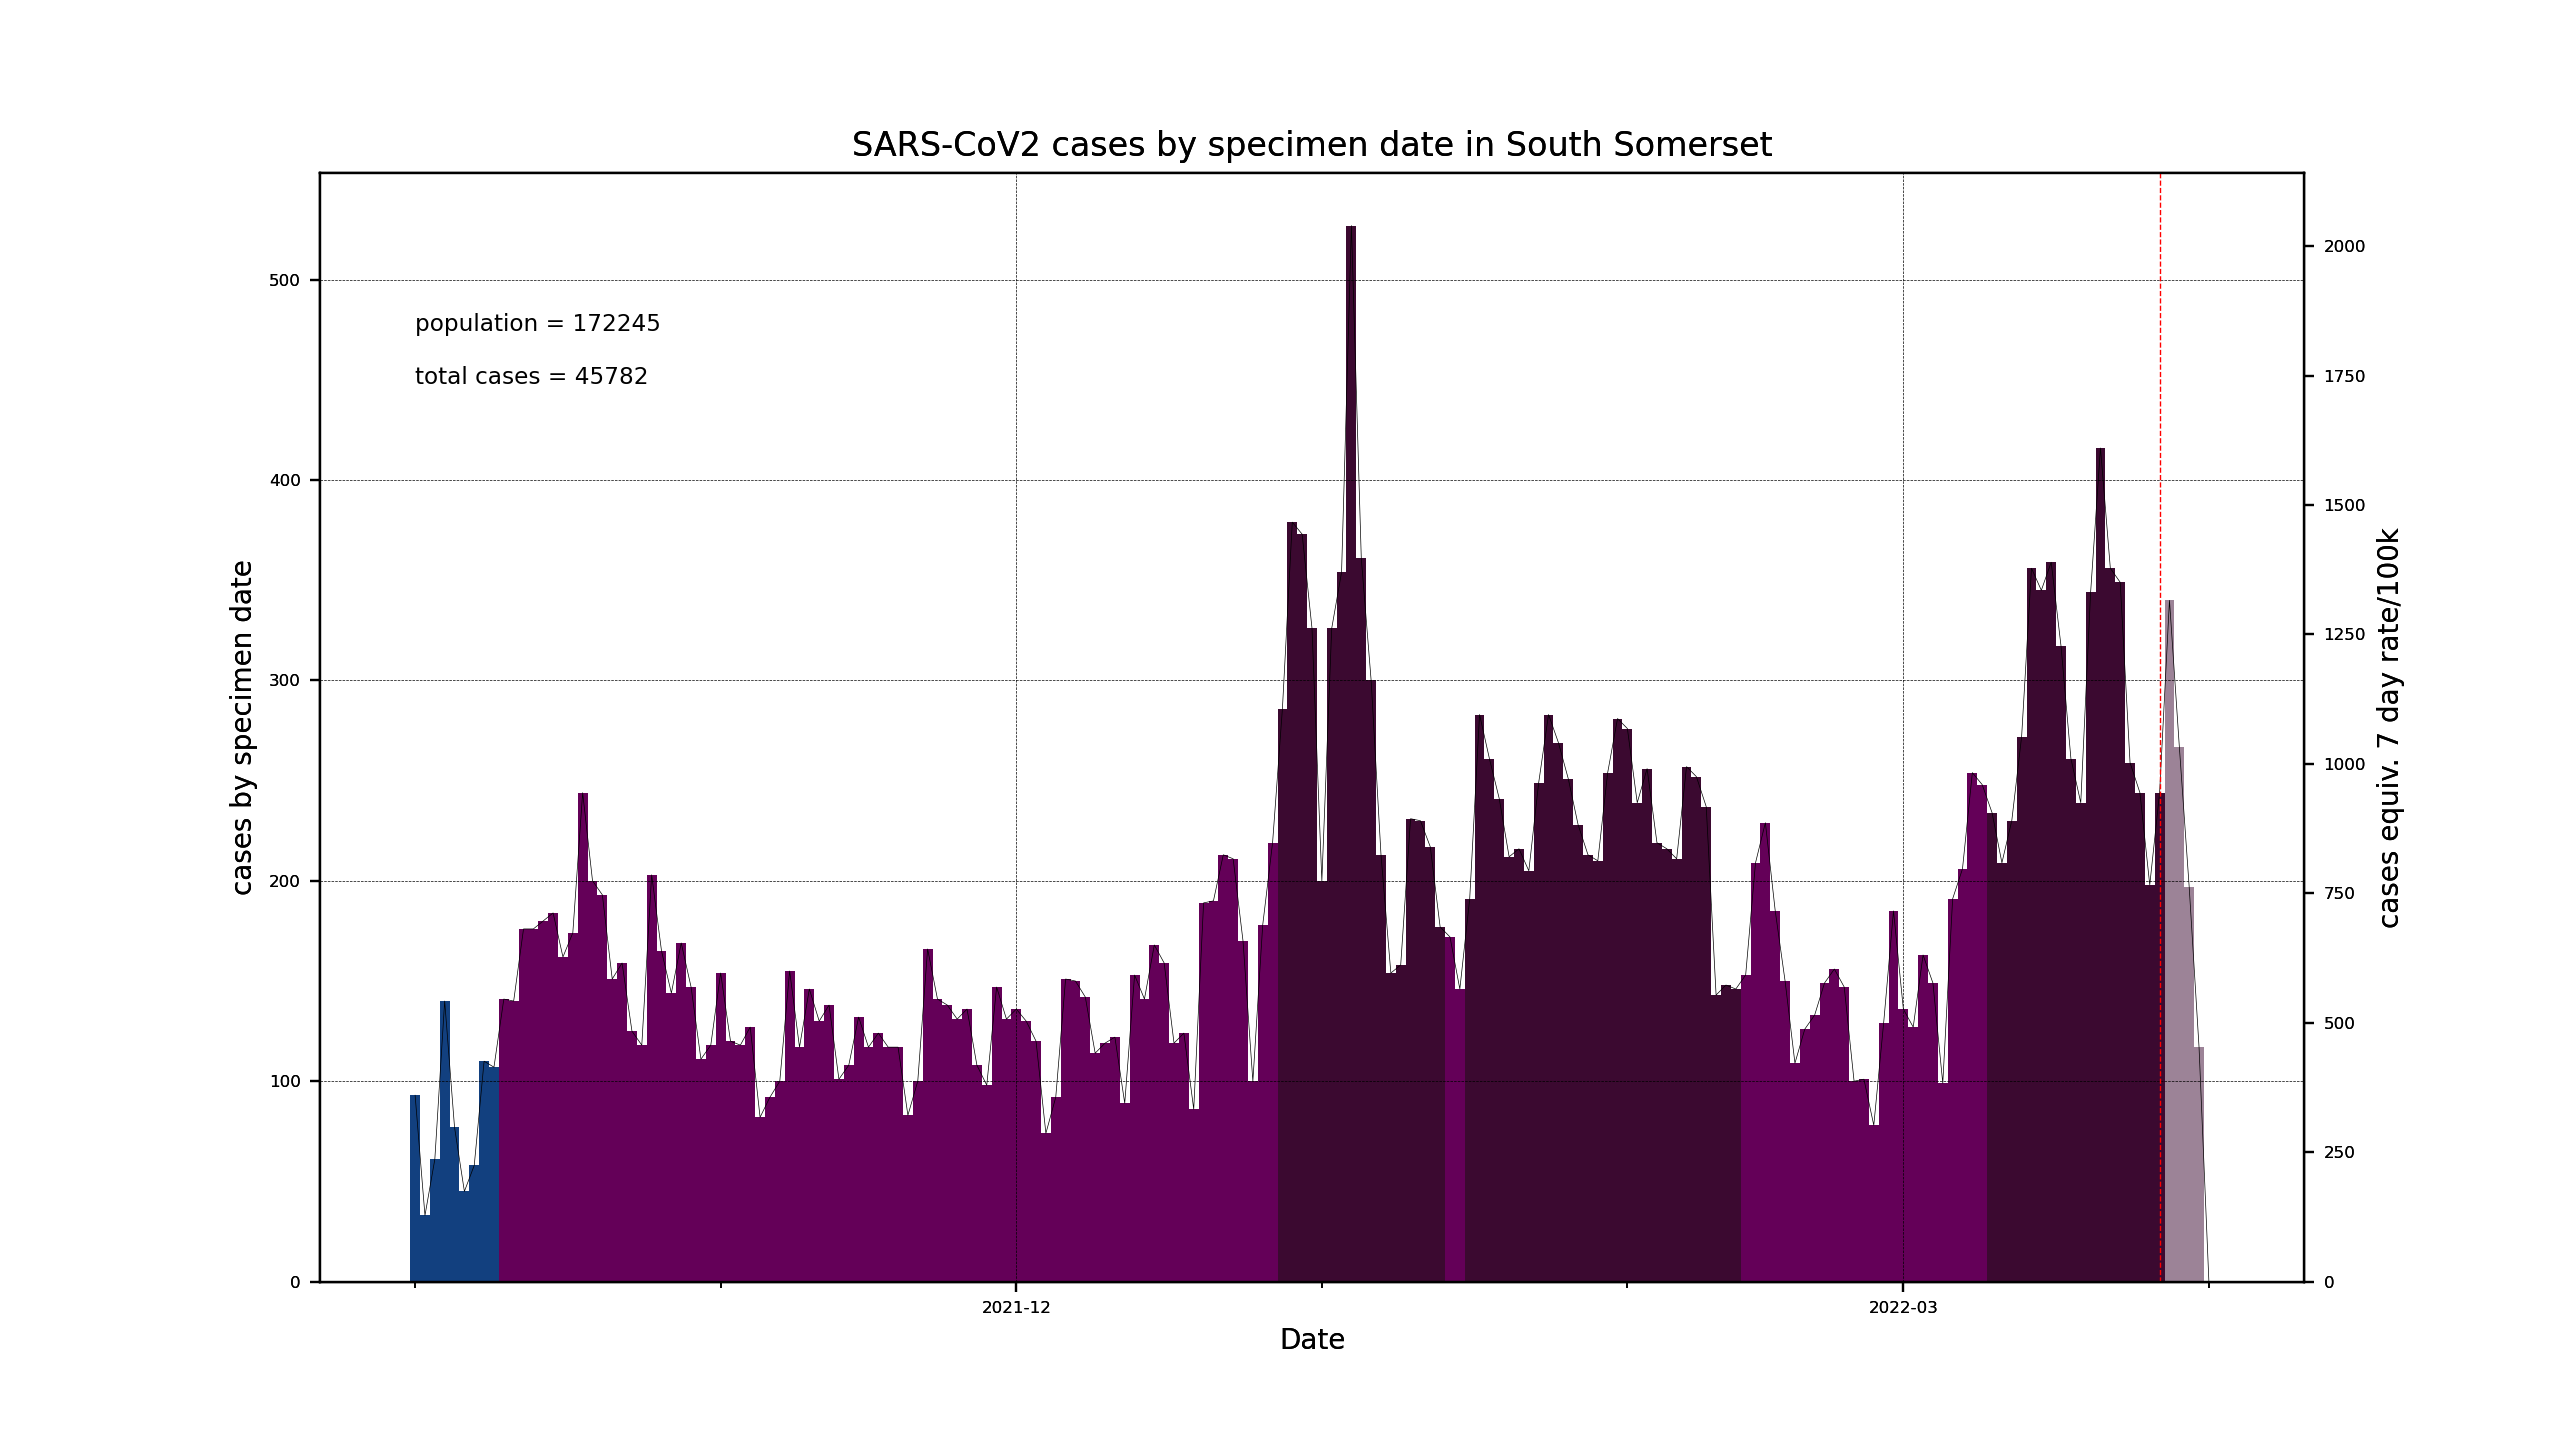 SARS-CoV2 cases by specimen date in South Somerset
population = 172245
total cases = 45782
cases by specimen date
500
400
300
200
100
0
2000
1750
1500
1250
1000
750
500
250
0
cases equiv. 7 day rate/100k
2021-12
2022-03
Date